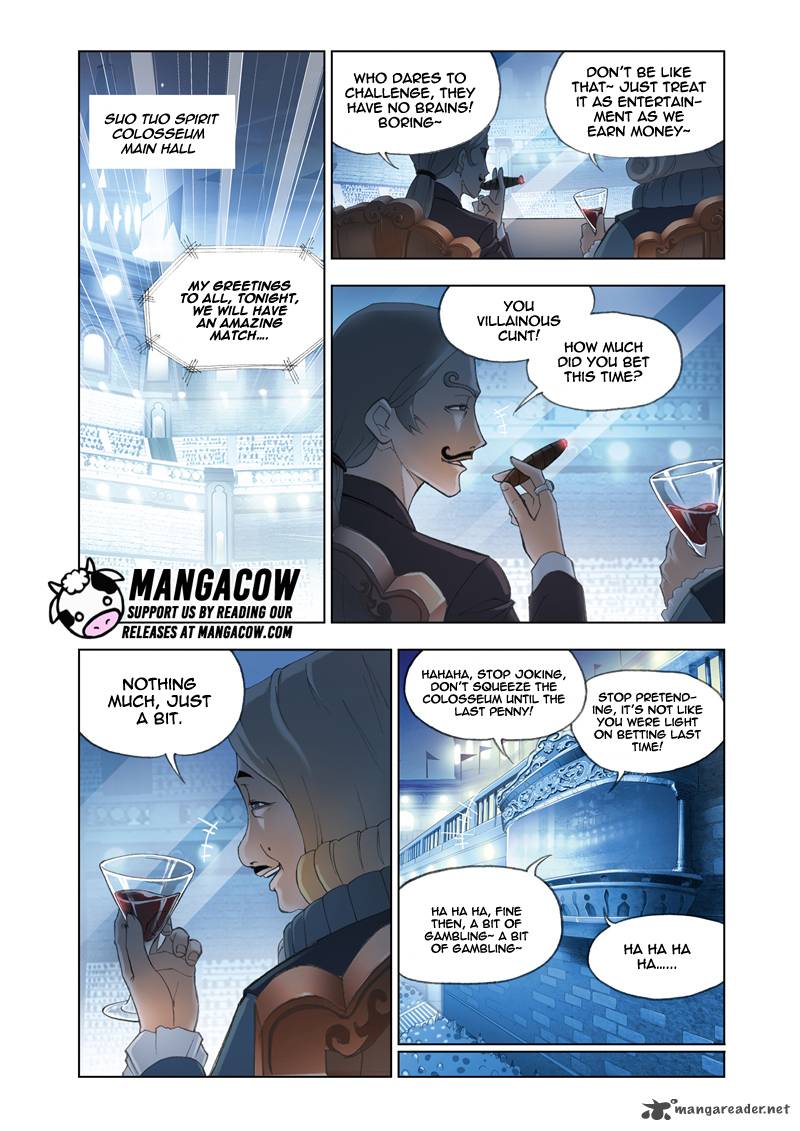 SUO TUO SPIRIT
COLOSSEUM
MAIN HALL
MY GREETINGS
TO ALL, TONIGHT,
WE WILL HAVE
AN AMAZING
MATCH....
WHO DARES TO
CHALLENGE, THEY
HAVE NO BRAINS!
BORING~
DON'T BE LIKE
THAT~ JUST TREAT
IT AS ENTERTAIN-
MENT AS WE
EARN MONEY~
YOU
VILLAINOUS
CUNT!
HOW MUCH
DID YOU BET
THIS TIME?
MANGACOW
SUPPORT US BY READING OUR
RELEASES AT MANGACOW.COM
NOTHING
MUCH, JUST
A BIT.
HAHAHA, STOP JOKING,
DON'T SQUEEZE THE
COLOSSEUM UNTIL THE
LAST PENNY!
STOP PRETEND-
ING, IT'S NOT LIKE
YOU WERE LIGHT
ON BETTING LAST
TIME!
HA HA HA, FINE
THEN, A BIT OF
GAMBLING~ A BIT
OF GAMBLING~
HA HA HA
HA......
mangareader.net